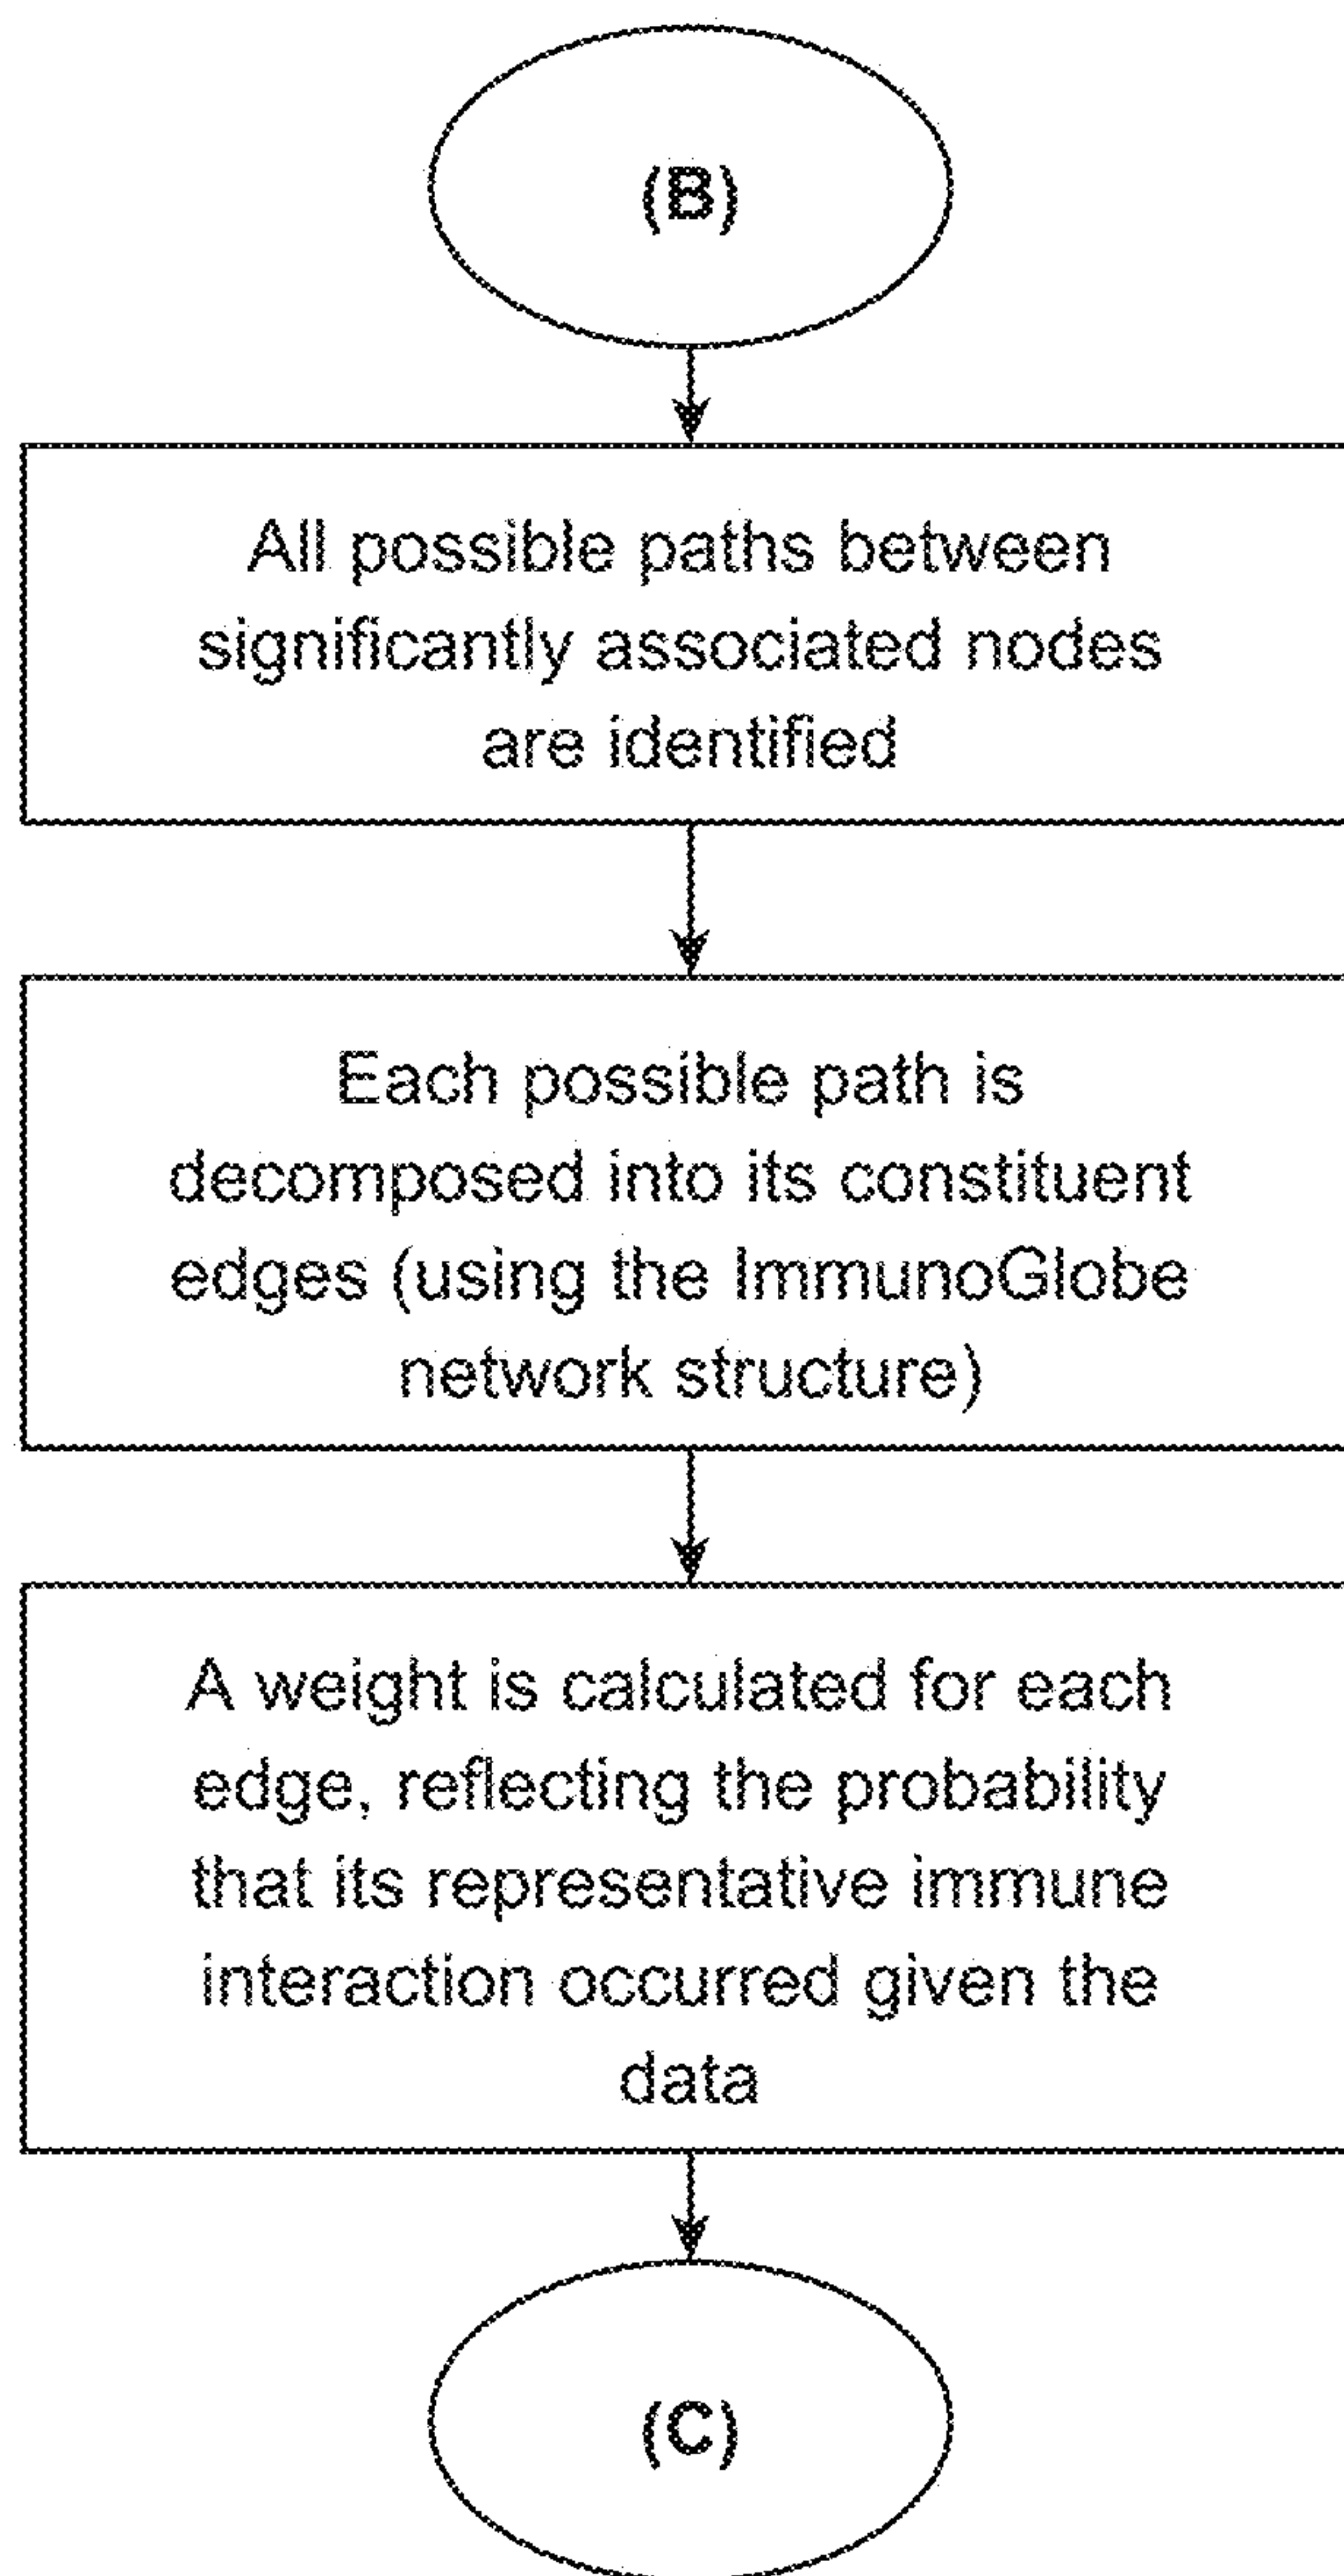 (B)
All possible paths between
significantly associated nodes
are identified
Each possible path is
decomposed into its constituent
edges (using the ImmunoGlobe
network structure)
A weight is calculated for each
edge, reflecting the probability
that its representative immune
interaction occurred given the
data
(C)